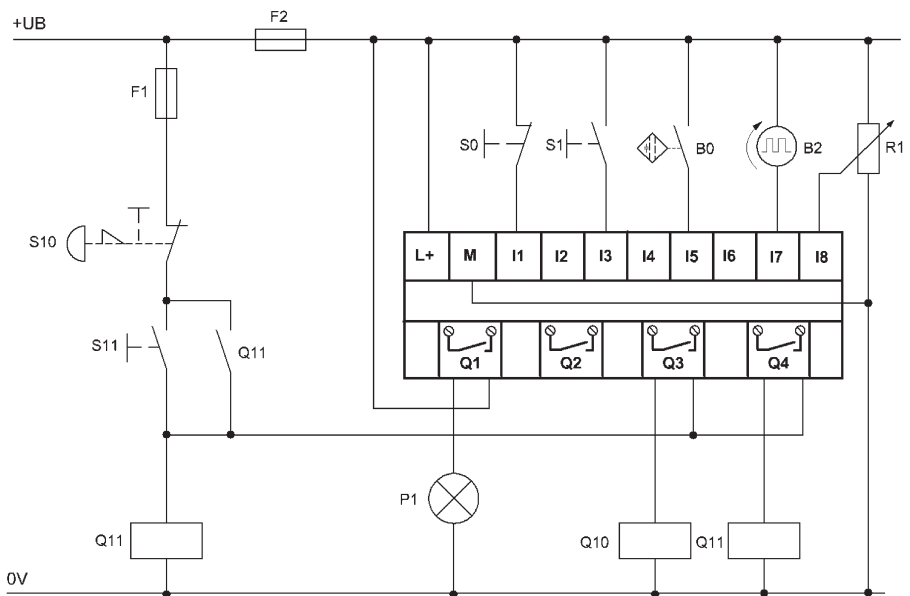 +UB
F2
F1
S0
S1
B0
B2
R1
S10
L+ M I1 I2 I3 I4 I5 I6 I7 I8
S11
Q11
Q1 Q2 Q3 Q4
P1
Q11
Q10
Q11
0V